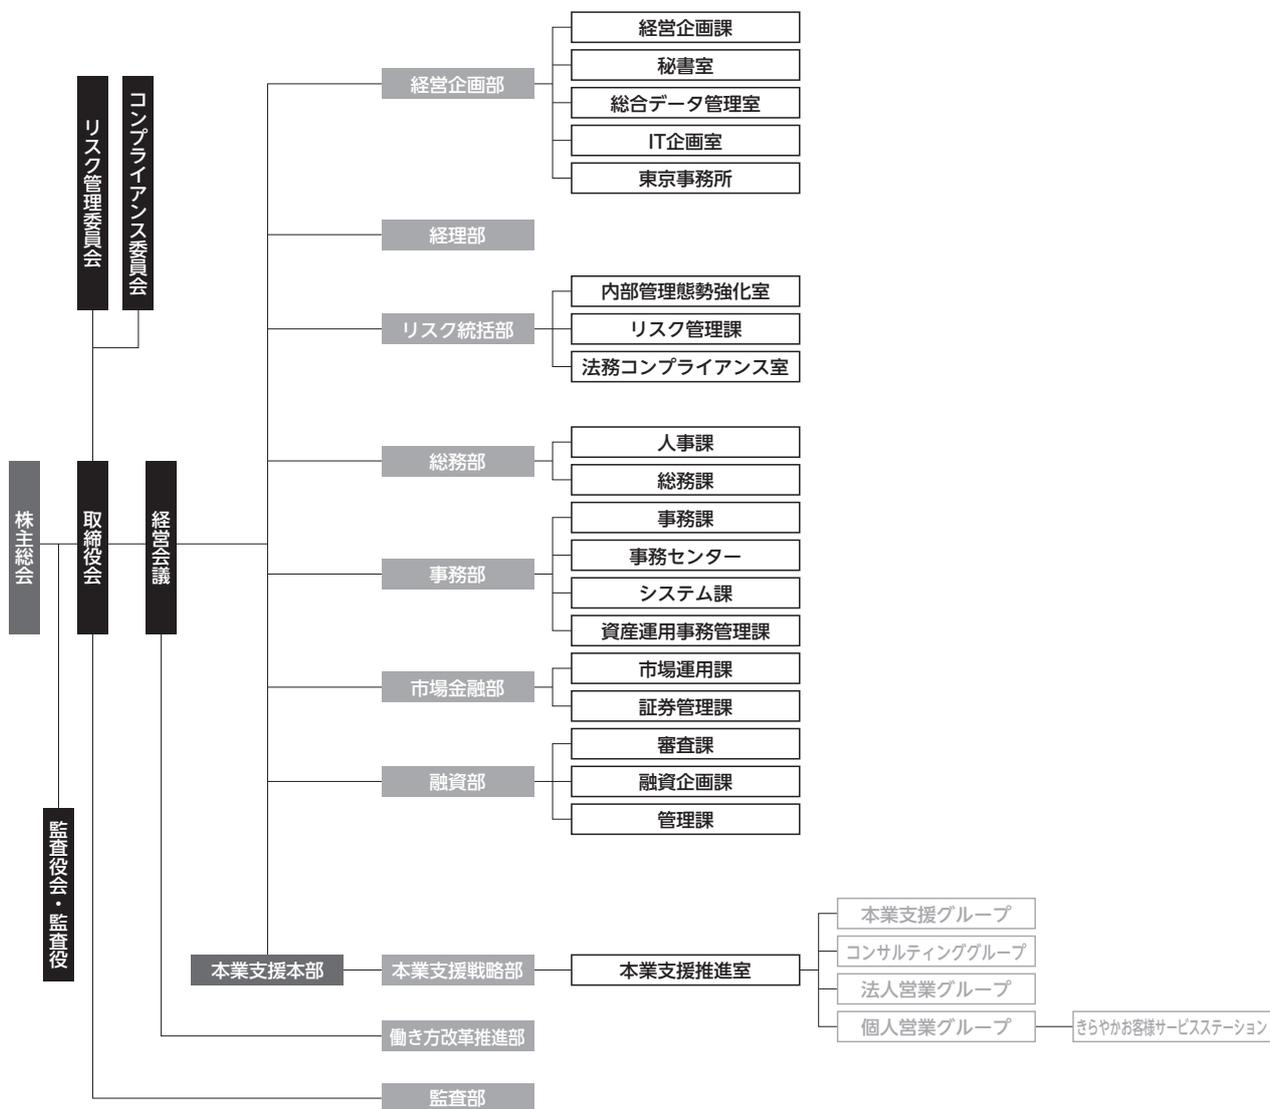 株主総会
監査役会・監査役
取締役会
リスク管理委員会
コンプライアンス委員会
経営会議
経営企画部
経営企画課
秘書室
総合データ管理室
IT企画室
東京事務所
経理部
リスク統括部
内部管理態勢強化室
リスク管理課
法務コンプライアンス室
総務部
人事課
総務課
事務部
事務課
事務センター
システム課
資産運用事務管理課
市場金融部
市場運用課
証券管理課
融資部
審査課
融資企画課
管理課
本業支援本部
本業支援戦略部
本業支援推進室
本業支援グループ
コンサルティンググループ
法人営業グループ
個人営業グループ
きらやかお客様サービスステーション
働き方改革推進部
監査部